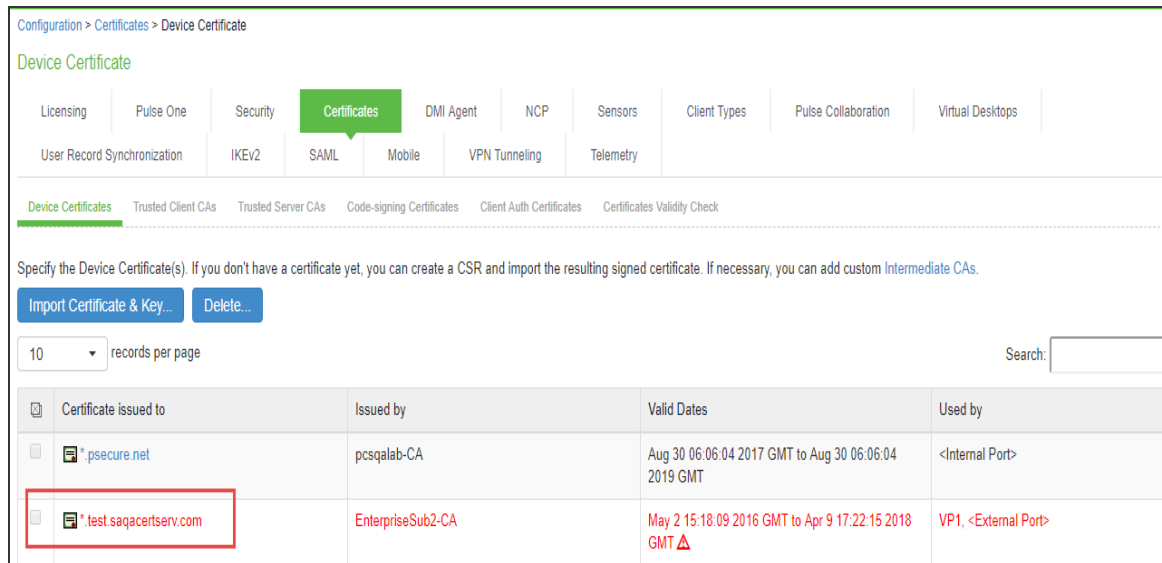 Configuration > Certificates > Device Certificate
Device Certificate
Licensing Pulse One Security Certificates DMI Agent NCP Sensors Client Types Pulse Collaboration Virtual Desktops
User Record Synchronization IKEv2 SAML Mobile VPN Tunneling Telemetry
Device Certificates Trusted Client CAs Trusted Server CAs Code-signing Certificates Client Auth Certificates Certificates Validity Check
Specify the Device Certificate(s). If you don't have a certificate yet, you can create a CSR and import the resulting signed certificate. If necessary, you can add custom Intermediate CAs.
Import Certificate & Key... Delete...
10 records per page Search:
Certificate issued to Issued by Valid Dates Used by
*.psecure.net pcsqalab-CA Aug 30 06:06:04 2017 GMT to Aug 30 06:06:04 <Internal Port>
2019 GMT
*.test.saqacertserv.com EnterpriseSub2-CA May 2 15:18:09 2016 GMT to Apr 9 17:22:15 2018 VP1, <External Port>
GMT